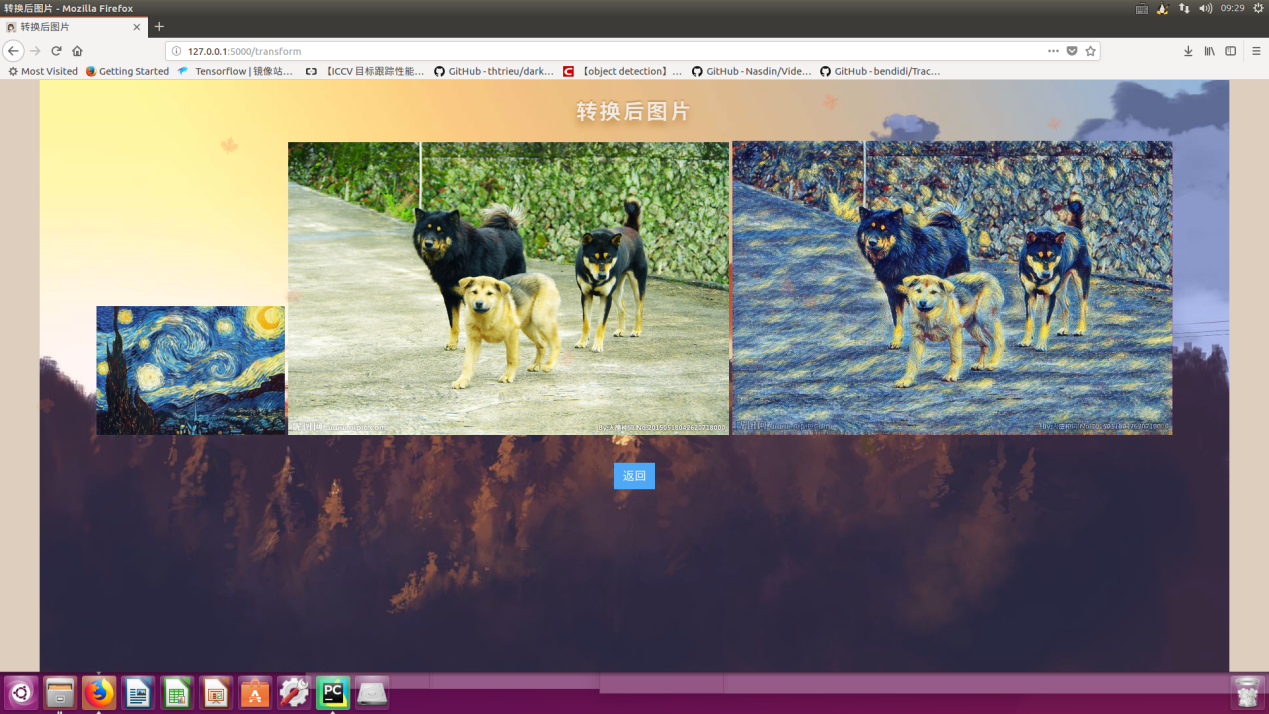 转换后图片 - Mozilla Firefox
09:29
转换后图片
127.0.0.1:5000/transform
Most Visited
Getting Started
Tensorflow | 镜像站…
【ICCV 目标跟踪性能…
GitHub - thtrieu/dark…
【object detection】…
GitHub - Nasdin/Vide…
GitHub - bendidi/Trac…
转换后图片
返回
PC